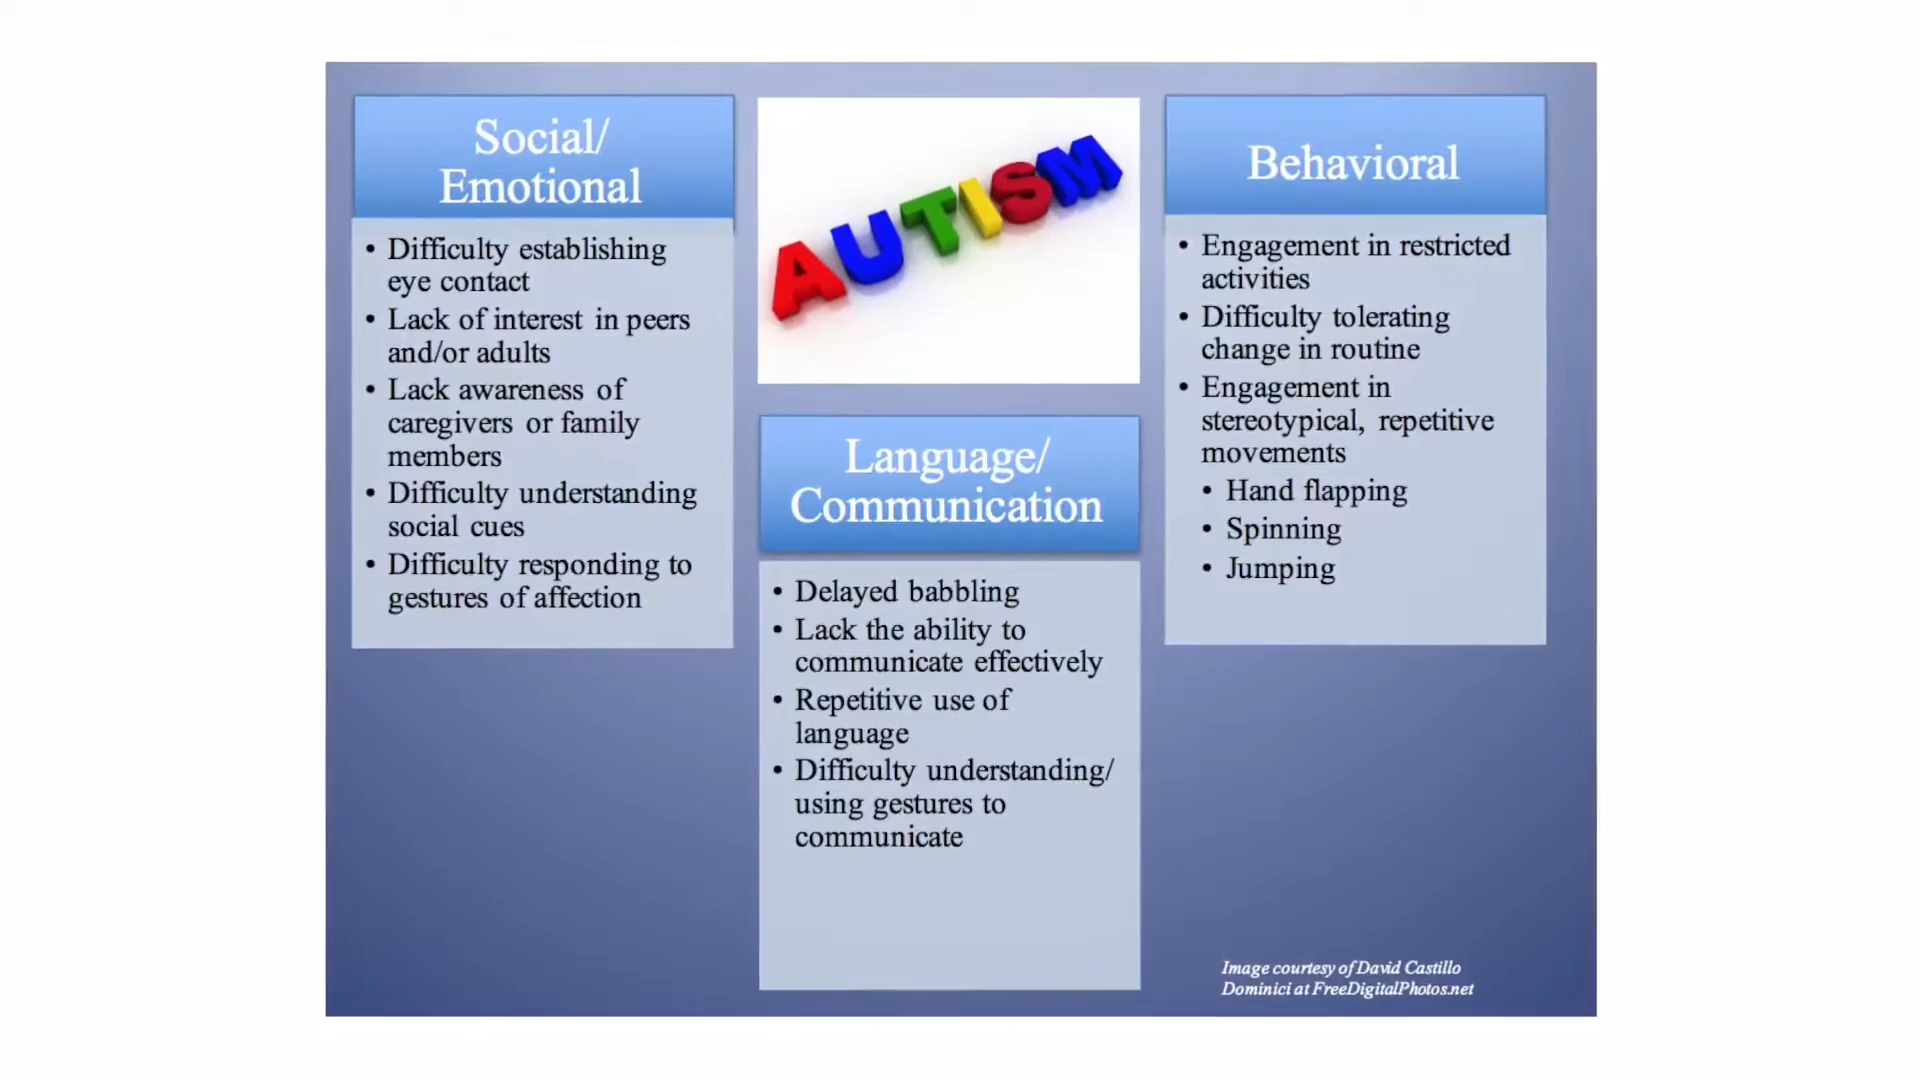 Social/
Emotional
• Difficulty establishing
eye contact
• Lack of interest in peers
and/or adults
• Lack awareness of
caregivers or family
members
• Difficulty understanding
social cues
• Difficulty responding to
gestures of affection
AUTISM
Language/
Communication
• Delayed babbling
• Lack the ability to
communicate effectively
• Repetitive use of
language
• Difficulty understanding/
using gestures to
communicate
Behavioral
• Engagement in restricted
activities
• Difficulty tolerating
change in routine
• Engagement in
stereotypical, repetitive
movements
• Hand flapping
• Spinning
• Jumping
Image courtesy of David Castillo
Dominici at FreeDigitalPhotos.net